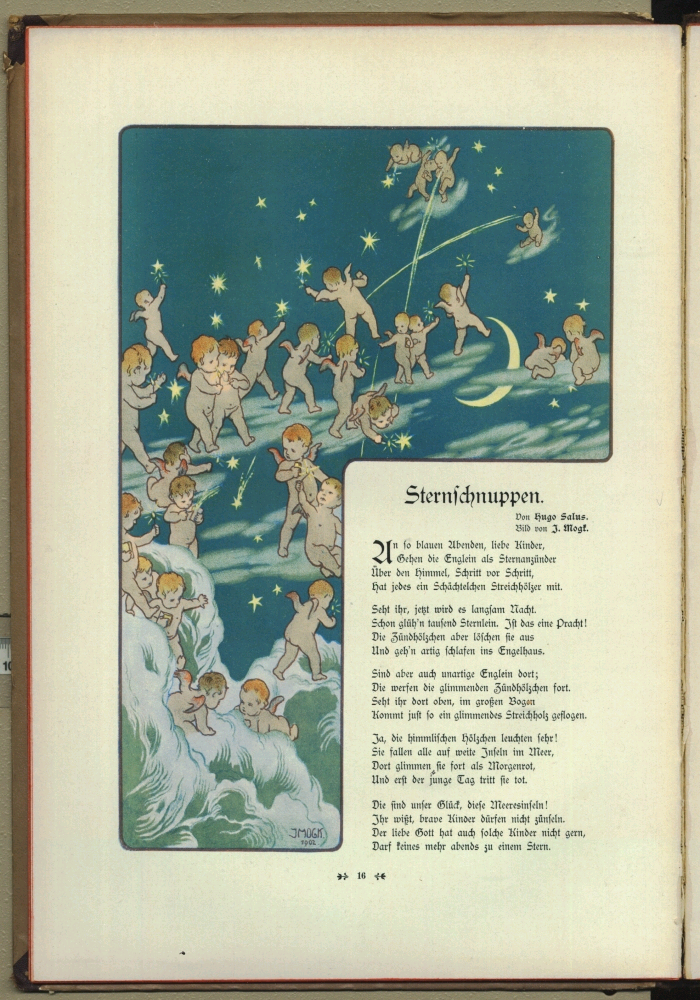 Sternschnuppen.
Von Hugo Salus.
Bild von J. Mogk.
An so blauen Abenden, liebe Kinder,
Gehen die Englein als Sternanzünder
Über den Himmel, Schritt vor Schritt,
Hat jedes ein Schächtelchen Streichhölzer mit.
Seht ihr, jetzt wird es langsam Nacht.
Schon glüh'n tausend Sternlein. Ist das eine Pracht!
Die Zündhölzchen aber löschen sie aus
Und geh'n artig schlafen ins Engelhaus.
Sind aber auch unartige Englein dort;
Die werfen die glimmenden Zündhölzchen fort.
Seht ihr dort oben, im großen Bogen
Kommt just so ein glimmendes Streichholz geflogen.
Ja, die himmlischen Hölzchen leuchten sehr!
Sie fallen alle auf weite Inseln im Meer,
Dort glimmen sie fort als Morgenrot,
Und erst der junge Tag tritt sie tot.
Die sind unser Glück, diese Meeresinseln!
Ihr wißt, brave Kinder dürfen nicht zünseln.
Der liebe Gott hat auch solche Kinder nicht gern,
Darf keines mehr abends zu einem Stern.
JMOGK
1902
16
10